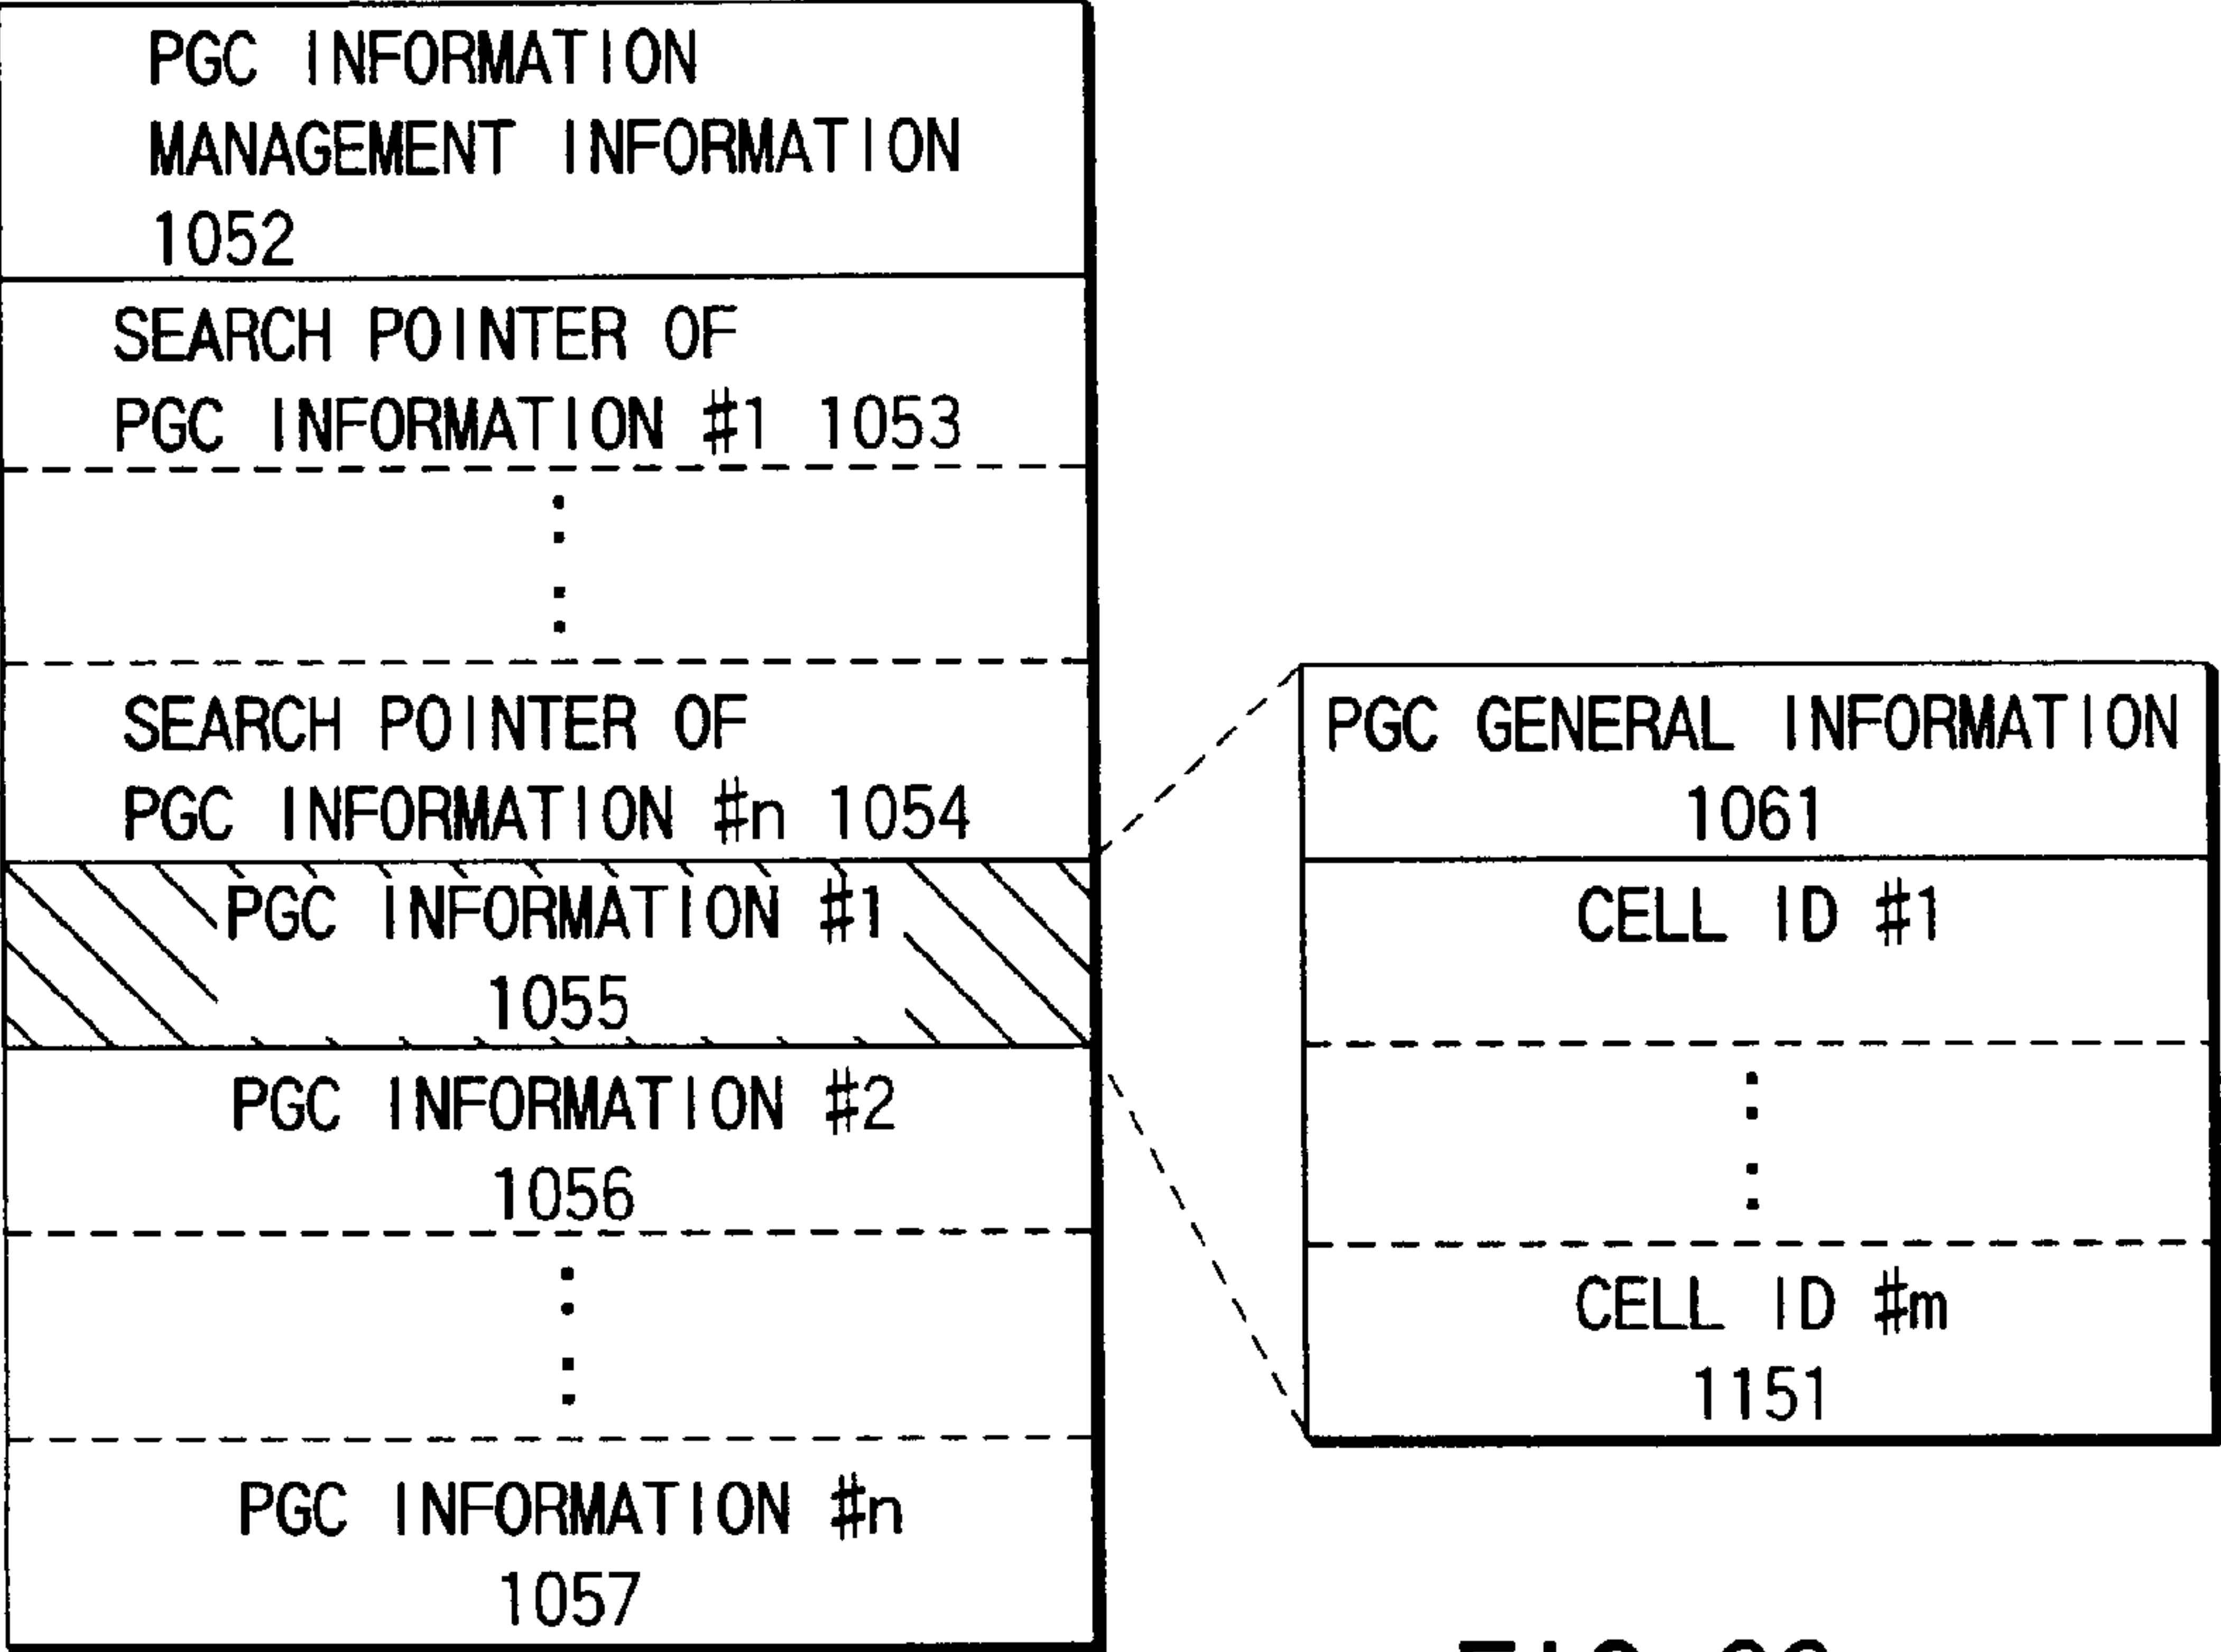 PGC INFORMATION
MANAGEMENT INFORMATION
1052
SEARCH POINTER OF
PGC INFORMATION #1 1053
SEARCH POINTER OF
PGC INFORMATION #n 1054
PGC INFORMATION #1
1055
PGC INFORMATION #2
1056
PGC INFORMATION #n
1057
PGC GENERAL INFORMATION
1061
CELL ID #1
CELL ID #m
1151